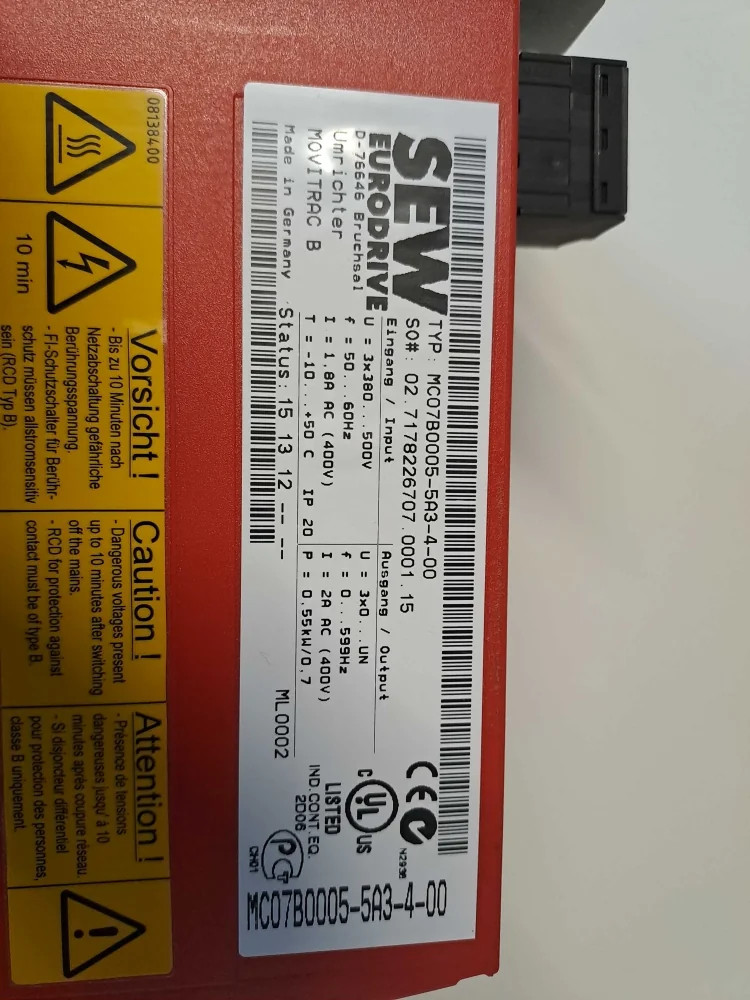 SEW
EURODRIVE
D-76646 Bruchsal
Umrichter
MOVITRAC B
Made in Germany
TYP: MC07B0005-5A3-4-00
SO#: 02.7178226707.0001.15
Eingang / Input
U = 3x380...500V
f = 50...60Hz
I = 1.8A AC (400V)
T = -10...+50 C IP 20
Status: 15 13 12 -- --
Ausgang / Output
U = 3x0...UN
f = 0...599Hz
I = 2A AC (400V)
P = 0.55kW/0.7
ML0002
CE
N2936
C UL US
LISTED
IND.CONT.EQ.
2D06
PCT
CH01
MC07B0005-5A3-4-00
08138400
10 min
Vorsicht !
- Bis zu 10 Minuten nach
Netzabschaltung gefährliche
Berührungsspannung.
- FI-Schutzschalter für Berühr-
schutz müssen allstromsensitiv
sein (RCD Typ B).
Caution !
- Dangerous voltages present
up to 10 minutes after switching
off the mains.
- RCD for protection against
contact must be of type B.
Attention !
- Présence de tensions
dangereuses jusqu' à 10
minutes après coupure réseau.
- Si disjoncteur différentiel
pour protection des personnes,
classe B uniquement.